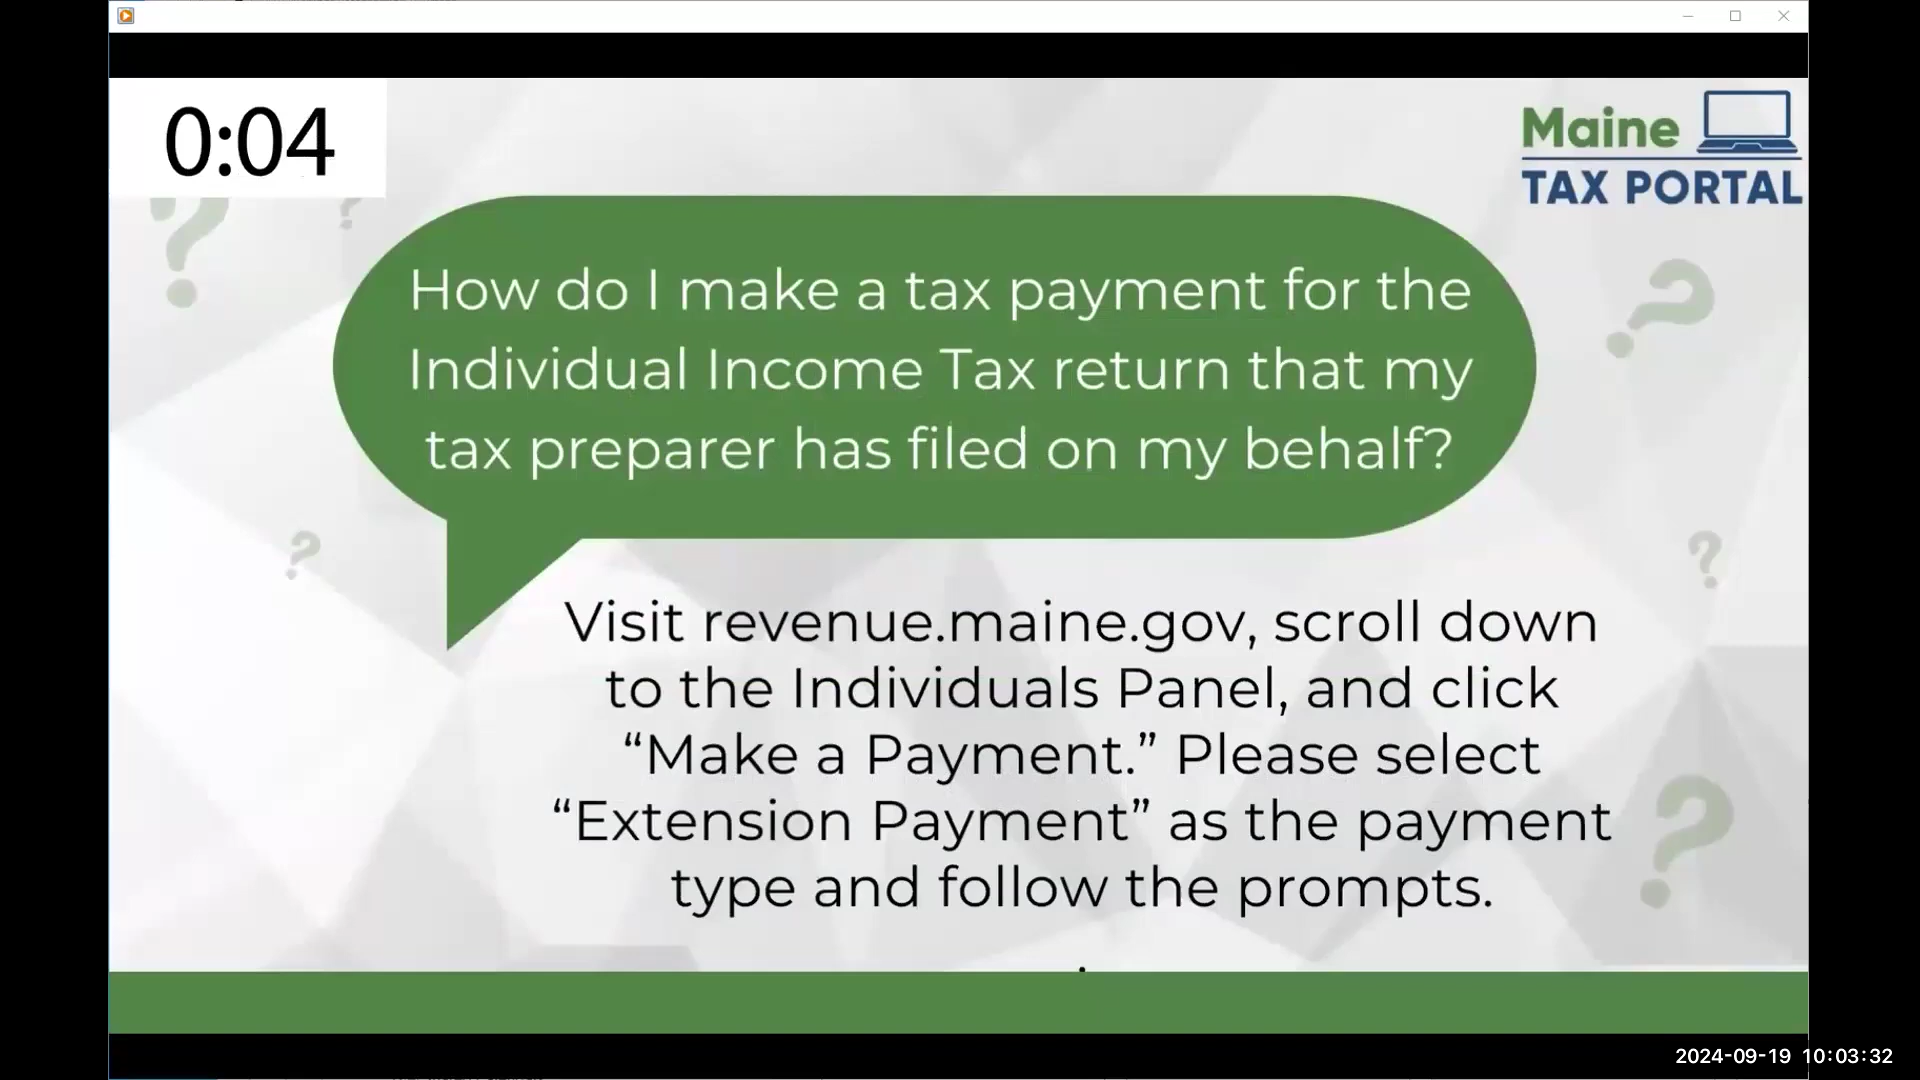 0:04
Maine
TAX PORTAL
How do I make a tax payment for the
Individual Income Tax return that my
tax preparer has filed on my behalf?
Visit revenue.maine.gov, scroll down
to the Individuals Panel, and click
“Make a Payment.” Please select
“Extension Payment” as the payment
type and follow the prompts.
2024-09-19 10:03:32